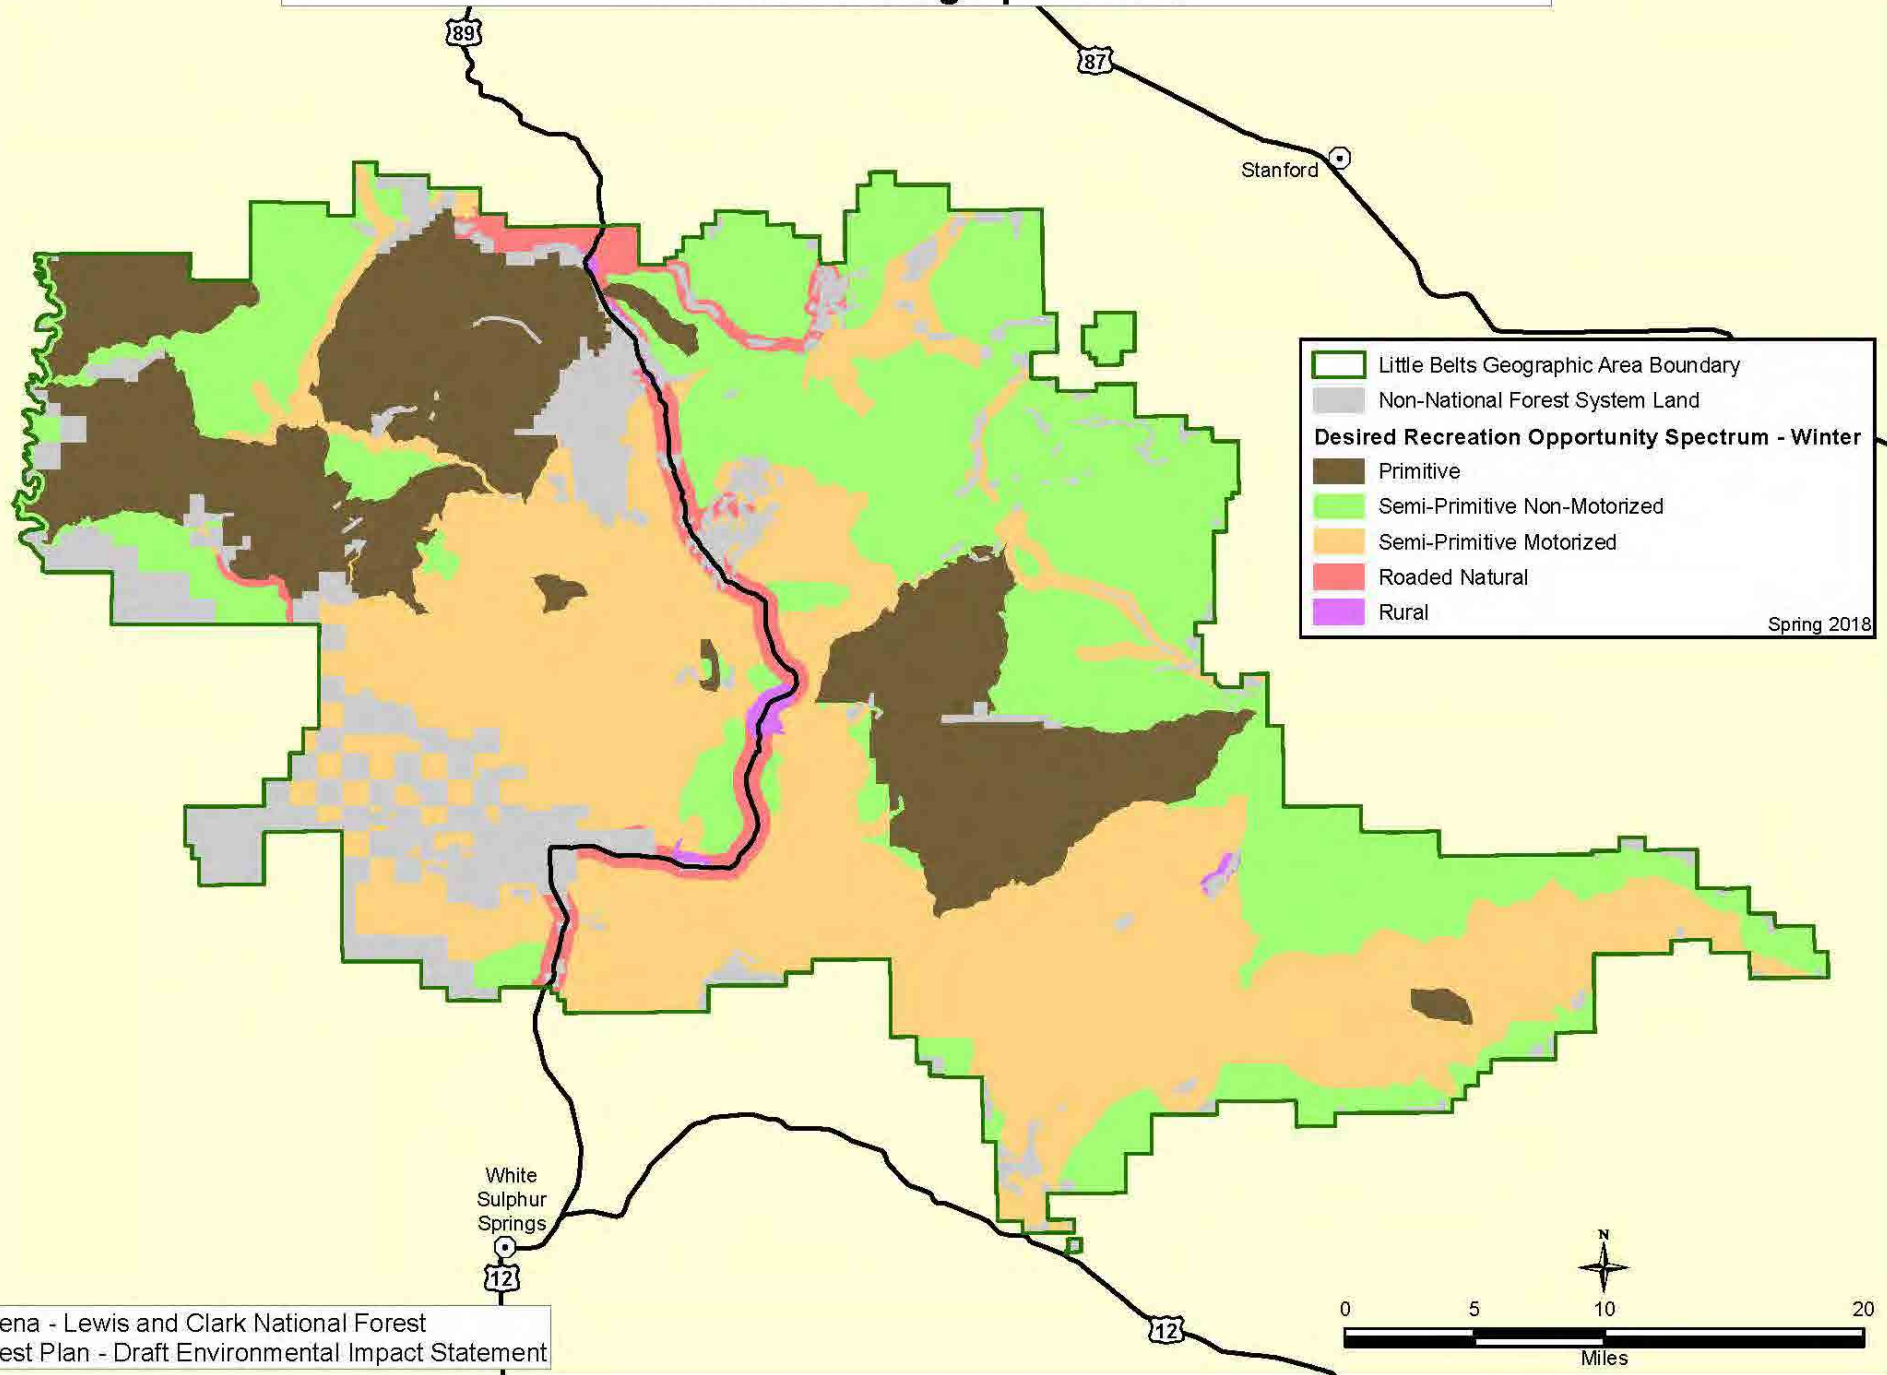 89
87
Stanford
Little Belts Geographic Area Boundary
Non-National Forest System Land
Desired Recreation Opportunity Spectrum - Winter
Primitive
Semi-Primitive Non-Motorized
Semi-Primitive Motorized
Roaded Natural
Rural
Spring 2018
White
Sulphur
Springs
12
12
N
0 5 10 20
Miles
ena - Lewis and Clark National Forest
est Plan - Draft Environmental Impact Statement